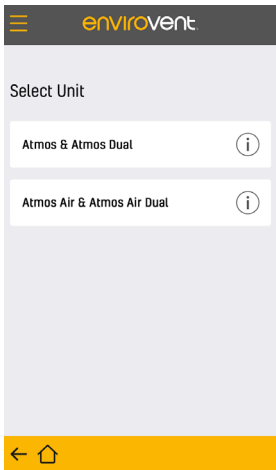 envirovent
Select Unit
Atmos & Atmos Dual
i
Atmos Air & Atmos Air Dual
i